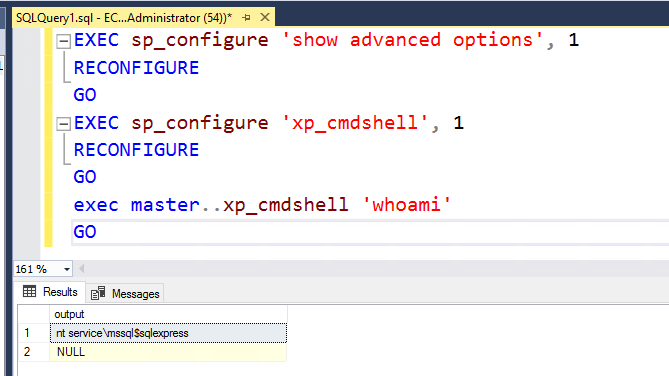 SQLQuery1.sql - EC...Administrator (54))*
EXEC sp_configure 'show advanced options', 1
RECONFIGURE
GO
EXEC sp_configure 'xp_cmdshell', 1
RECONFIGURE
GO
exec master..xp_cmdshell 'whoami'
GO
161 %
Results Messages
output
1 nt service\mssql$sqlexpress
2 NULL